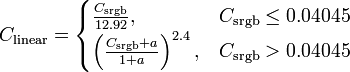 C_linear = { C_srgb / 12.92, C_srgb ≤ 0.04045
((C_srgb + a) / (1 + a))^2.4, C_srgb > 0.04045